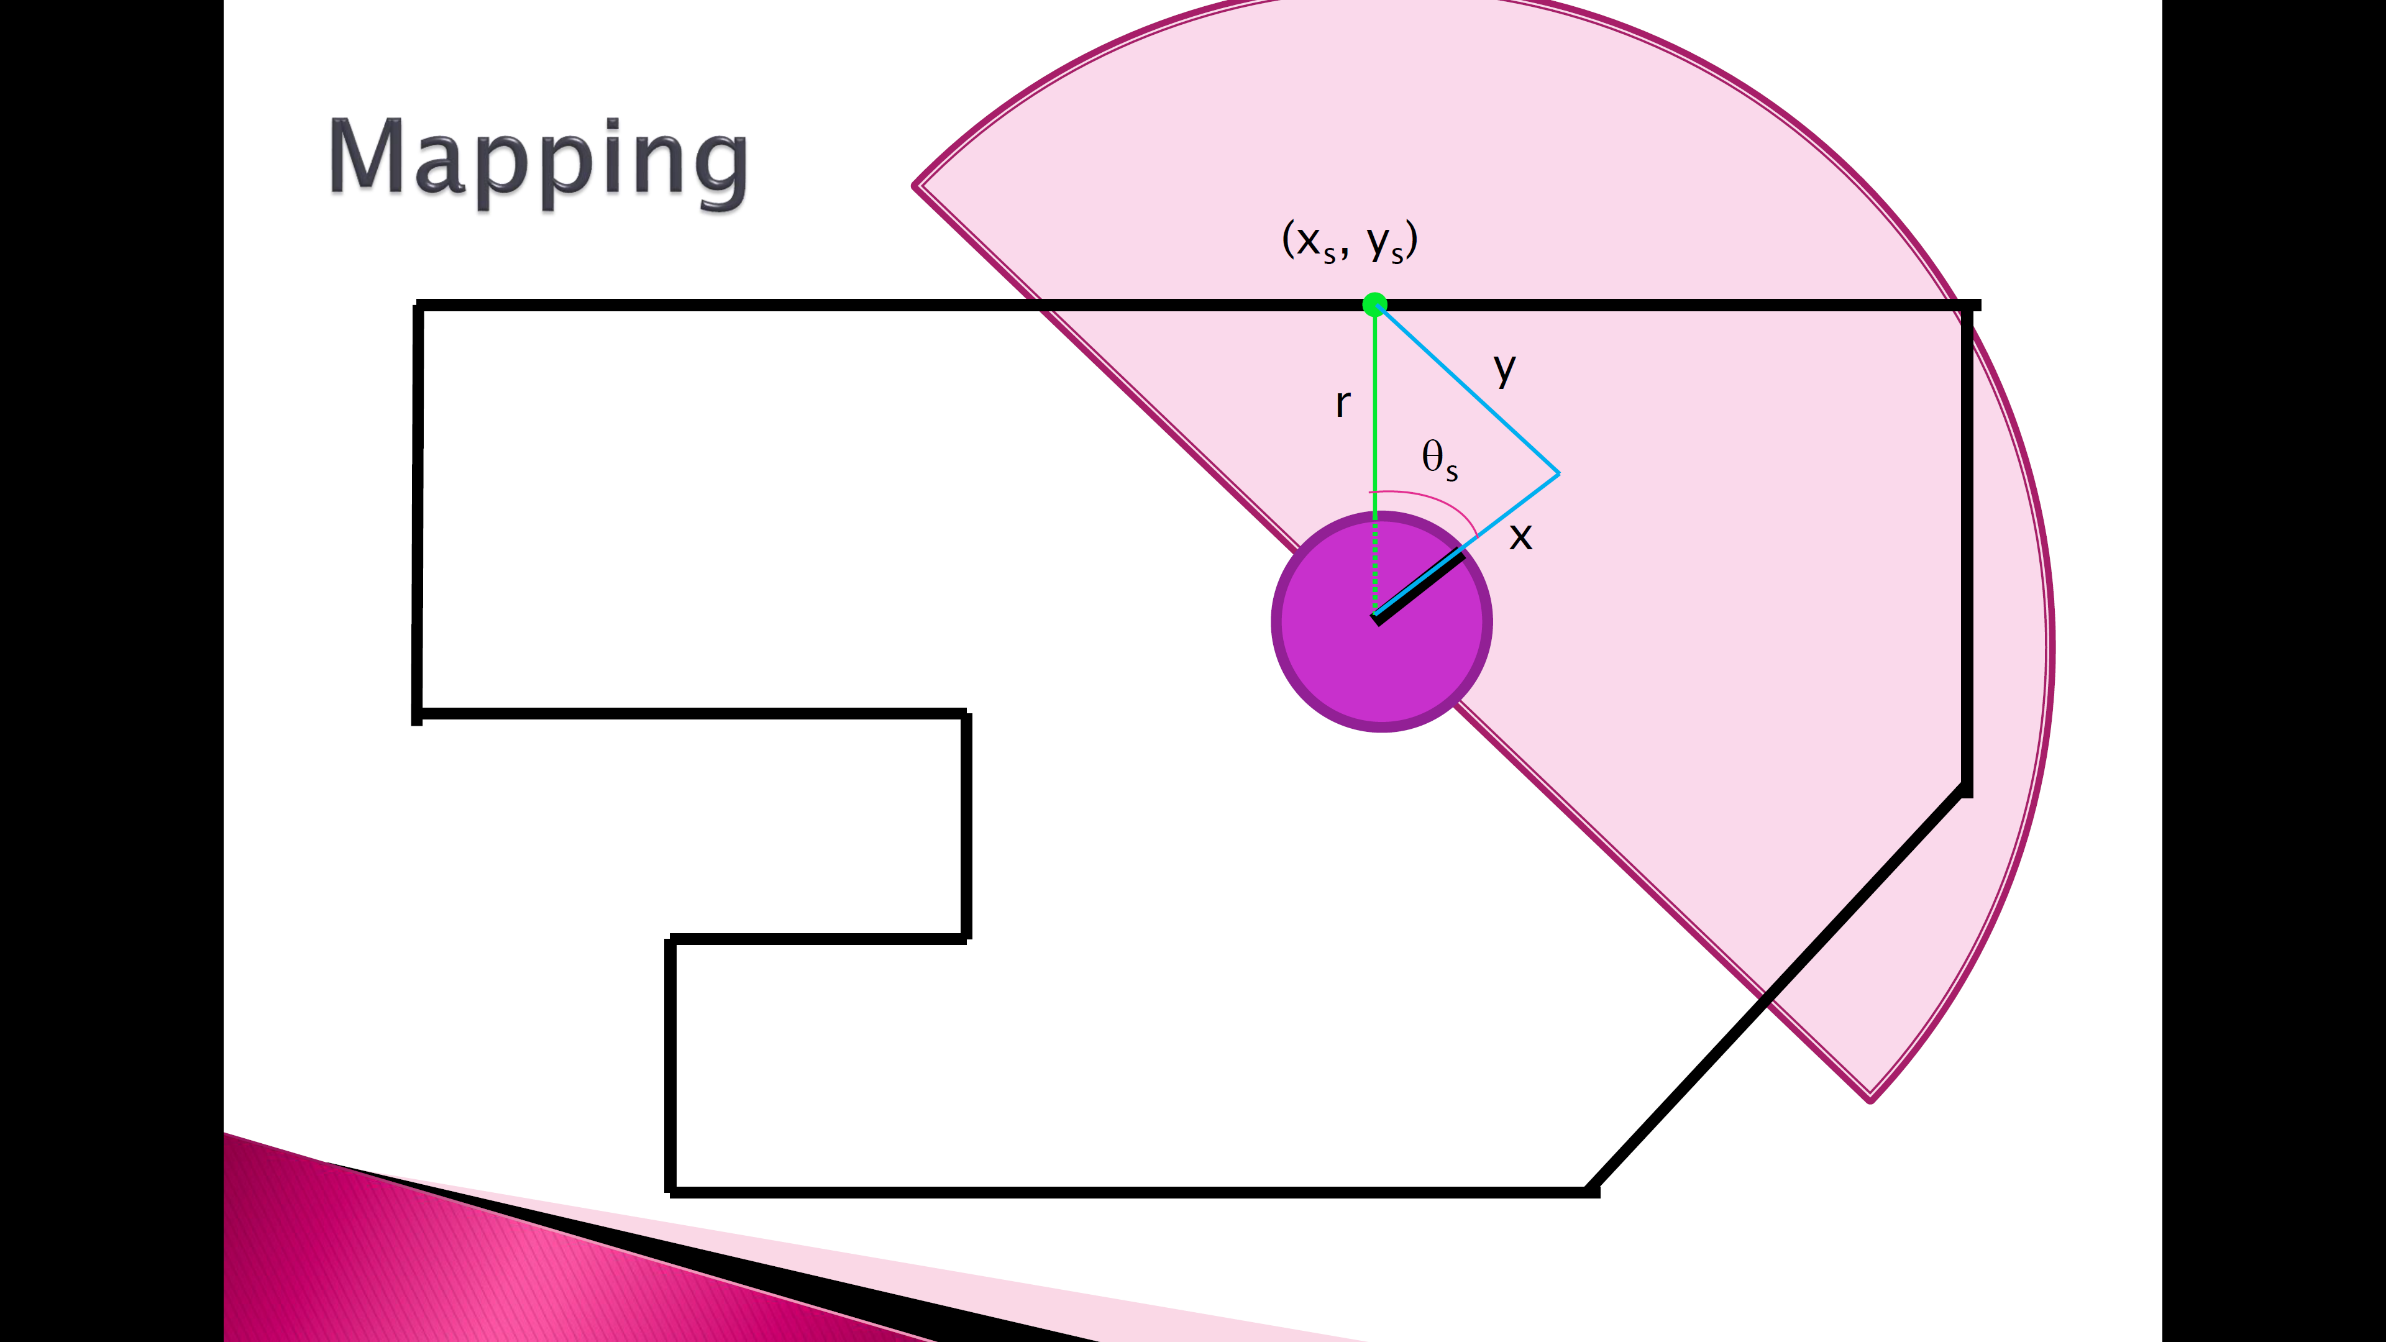 Mapping
(xₛ, yₛ)
y
r
θₛ
x